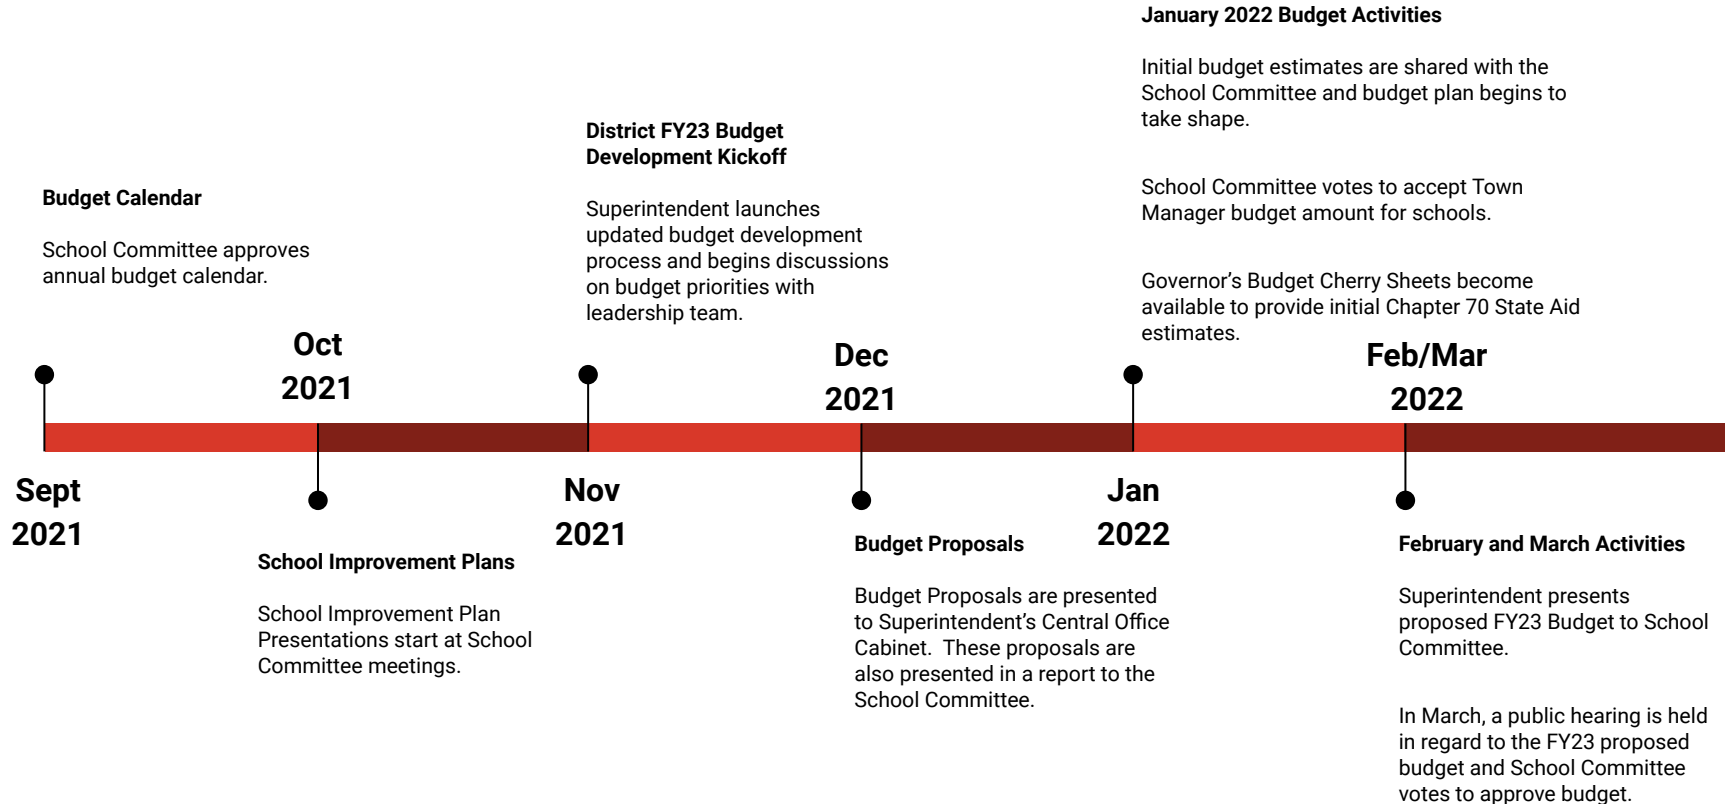 Budget Calendar
School Committee approves
annual budget calendar.
Sept
2021
Oct
2021
School Improvement Plans
School Improvement Plan
Presentations start at School
Committee meetings.
District FY23 Budget
Development Kickoff
Superintendent launches
updated budget development
process and begins discussions
on budget priorities with
leadership team.
Nov
2021
Dec
2021
Budget Proposals
Budget Proposals are presented
to Superintendent’s Central Office
Cabinet.  These proposals are
also presented in a report to the
School Committee.
January 2022 Budget Activities
Initial budget estimates are shared with the
School Committee and budget plan begins to
take shape.
School Committee votes to accept Town
Manager budget amount for schools.
Governor’s Budget Cherry Sheets become
available to provide initial Chapter 70 State Aid
estimates.
Jan
2022
Feb/Mar
2022
February and March Activities
Superintendent presents
proposed FY23 Budget to School
Committee.
In March, a public hearing is held
in regard to the FY23 proposed
budget and School Committee
votes to approve budget.